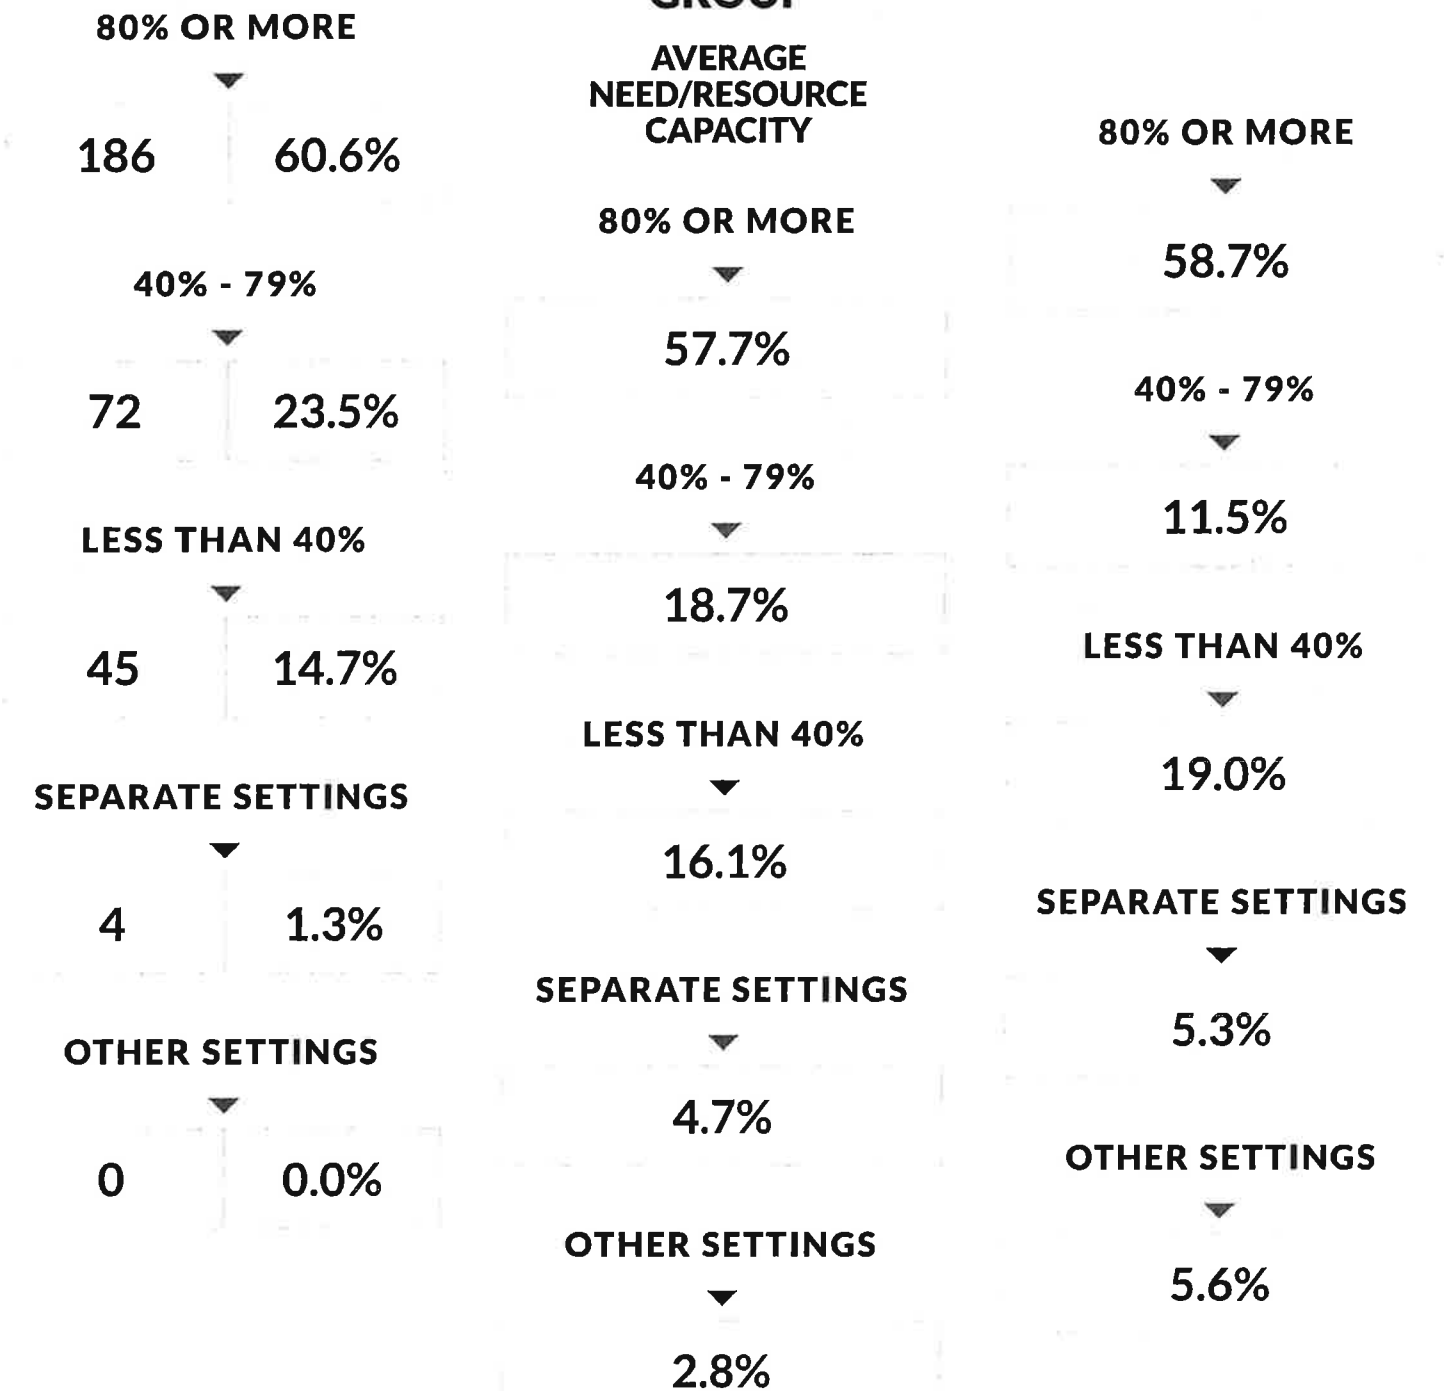 80% OR MORE
186 60.6%
40% - 79%
72 23.5%
LESS THAN 40%
45 14.7%
SEPARATE SETTINGS
4 1.3%
OTHER SETTINGS
0 0.0%
GROUP
AVERAGE
NEED/RESOURCE
CAPACITY
80% OR MORE
57.7%
40% - 79%
18.7%
LESS THAN 40%
16.1%
SEPARATE SETTINGS
4.7%
OTHER SETTINGS
2.8%
80% OR MORE
58.7%
40% - 79%
11.5%
LESS THAN 40%
19.0%
SEPARATE SETTINGS
5.3%
OTHER SETTINGS
5.6%